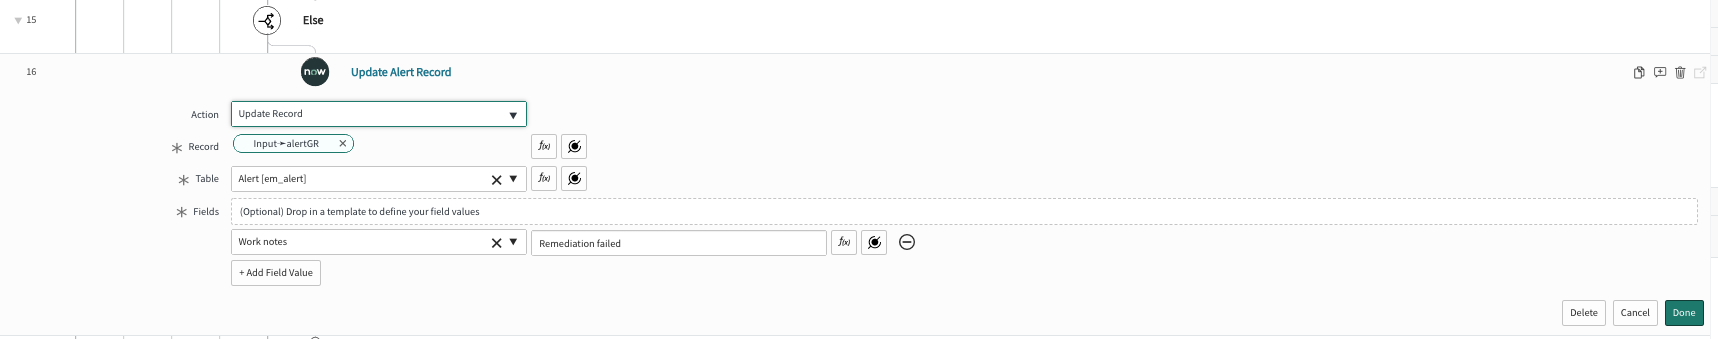 15 Else
16 now Update Alert Record
Action Update Record
Record Input➛alertGR
f(x)
Table Alert [em_alert]
f(x)
Fields (Optional) Drop in a template to define your field values
Work notes Remediation failed f(x)
+ Add Field Value
Delete Cancel Done